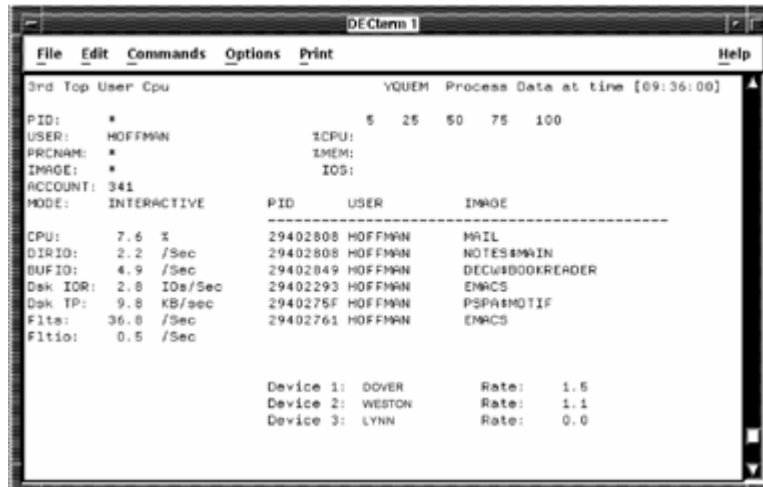 DECterm 1
File Edit Commands Options Print Help
3rd Top User Cpu YQUEM Process Data at time [09:36:00]
PID: * 5 25 50 75 100
USER: HOFFMAN %CPU:
PRCNAM: * %MEM:
IMAGE: * IOS:
ACCOUNT: 341
MODE: INTERACTIVE PID USER IMAGE
CPU: 7.6 % 29402808 HOFFMAN MAIL
DIRIO: 2.2 /Sec 29402808 HOFFMAN NOTES$MAIN
BUFIO: 4.9 /Sec 29402849 HOFFMAN DECW$BOOKREADER
Dsk IOR: 2.8 IOs/Sec 29402293 HOFFMAN EMACS
Dsk TP: 9.8 KB/sec 2940275F HOFFMAN PSPA$MOTIF
Flts: 36.8 /Sec 29402761 HOFFMAN EMACS
Fltio: 0.5 /Sec
Device 1: DOVER Rate: 1.5
Device 2: WESTON Rate: 1.1
Device 3: LYNN Rate: 0.0